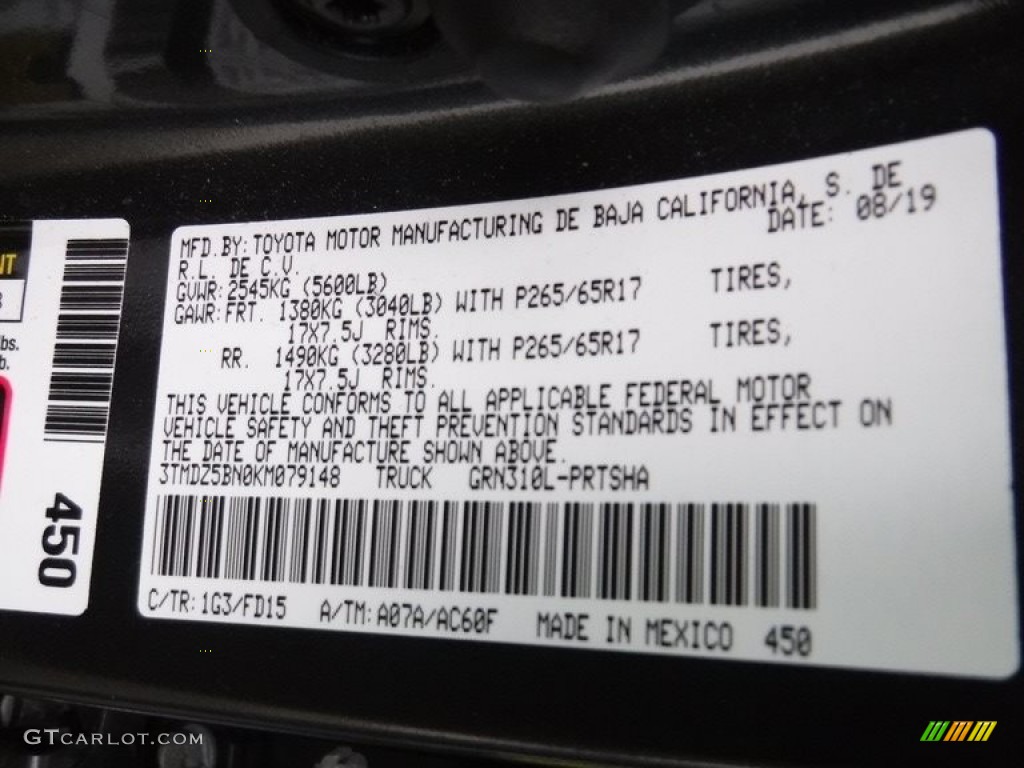 MFD. BY: TOYOTA MOTOR MANUFACTURING DE BAJA CALIFORNIA, S. DE
R.L. DE C.V. DATE: 08/19
GVWR: 2545KG (5600LB)
GAWR: FRT. 1380KG (3040LB) WITH P265/65R17 TIRES,
17X7.5J RIMS.
RR. 1490KG (3280LB) WITH P265/65R17 TIRES,
17X7.5J RIMS.
THIS VEHICLE CONFORMS TO ALL APPLICABLE FEDERAL MOTOR
VEHICLE SAFETY AND THEFT PREVENTION STANDARDS IN EFFECT ON
THE DATE OF MANUFACTURE SHOWN ABOVE.
3TMDZ5BN0KM079148 TRUCK GRN310L-PRTSHA
C/TR: 1G3/FD15 A/TM: A07A/AC60F MADE IN MEXICO 450
450
lbs.
b.
GTCARLOT.COM